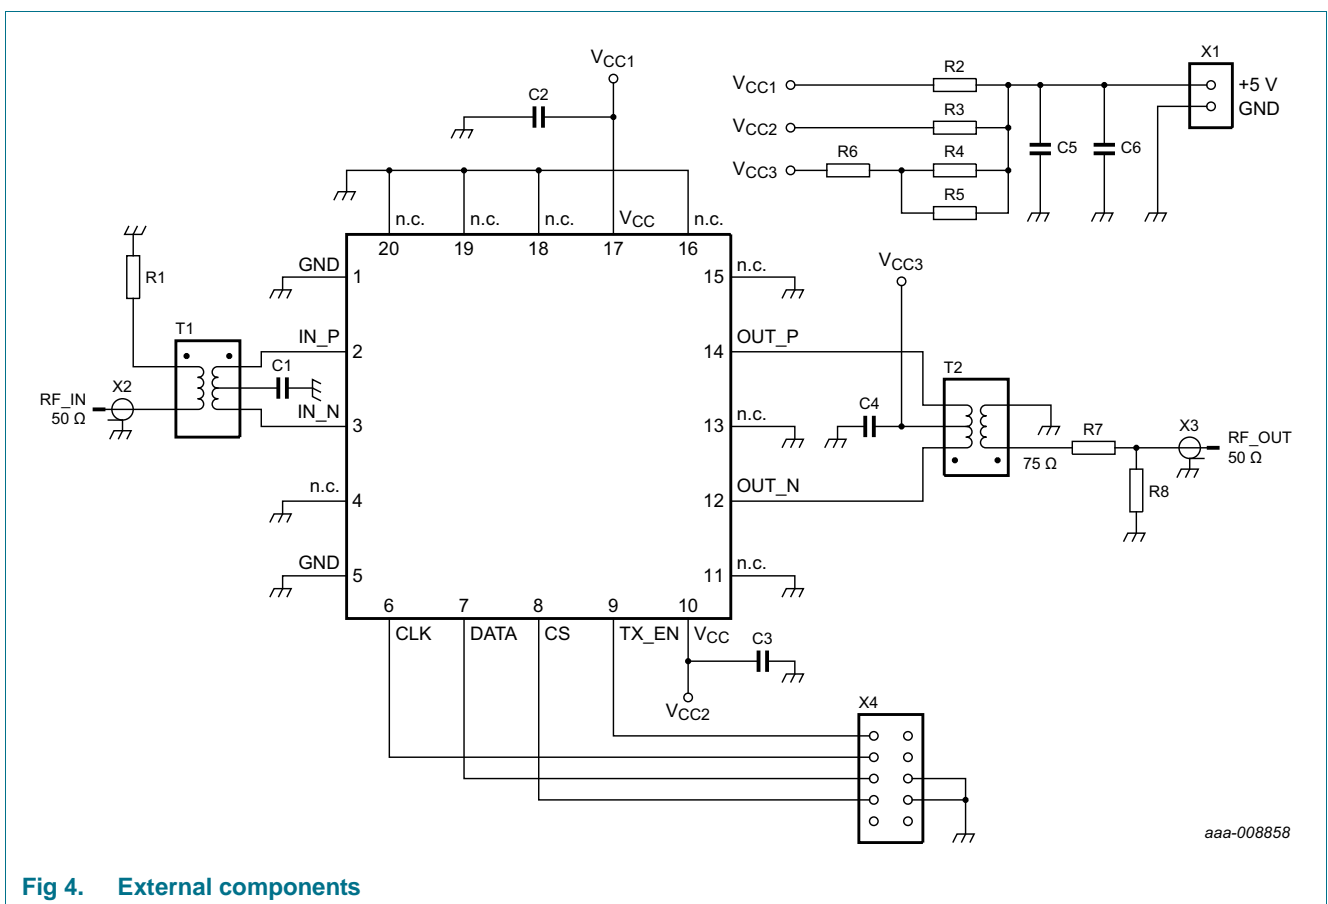 VCC1
C2
X1
VCC1
R2
+5 V
GND
VCC2
R3
R6
R4
C5
C6
VCC3
R5
n.c.
n.c.
n.c.
VCC
n.c.
20
19
18
17
16
R1
GND
1
15
n.c.
VCC3
T1
IN_P
2
14
OUT_P
T2
C1
RF_IN
50 Ω
X2
IN_N
3
13
n.c.
C4
R7
X3
RF_OUT
50 Ω
75 Ω
n.c.
4
12
OUT_N
R8
GND
5
11
n.c.
6
7
8
9
10
CLK
DATA
CS
TX_EN
VCC
C3
VCC2
X4
aaa-008858
Fig 4. External components